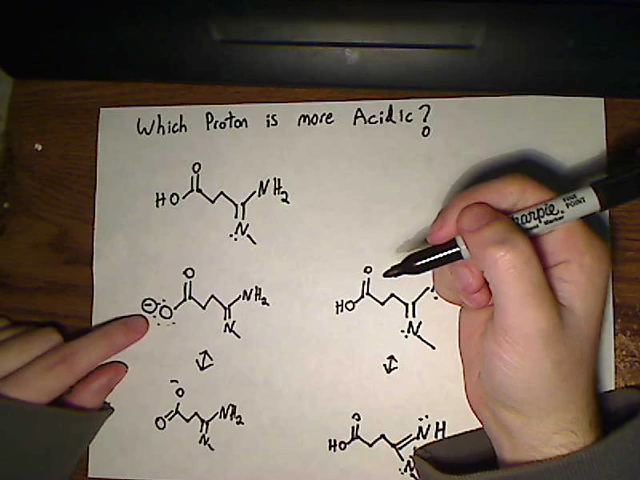 Which Proton is more Acidic?
O
HO NH2
N
O
O NH2
N
O
HO
N
O
O NH2
N
O
HO NH
N
Sharpie
FINE POINT